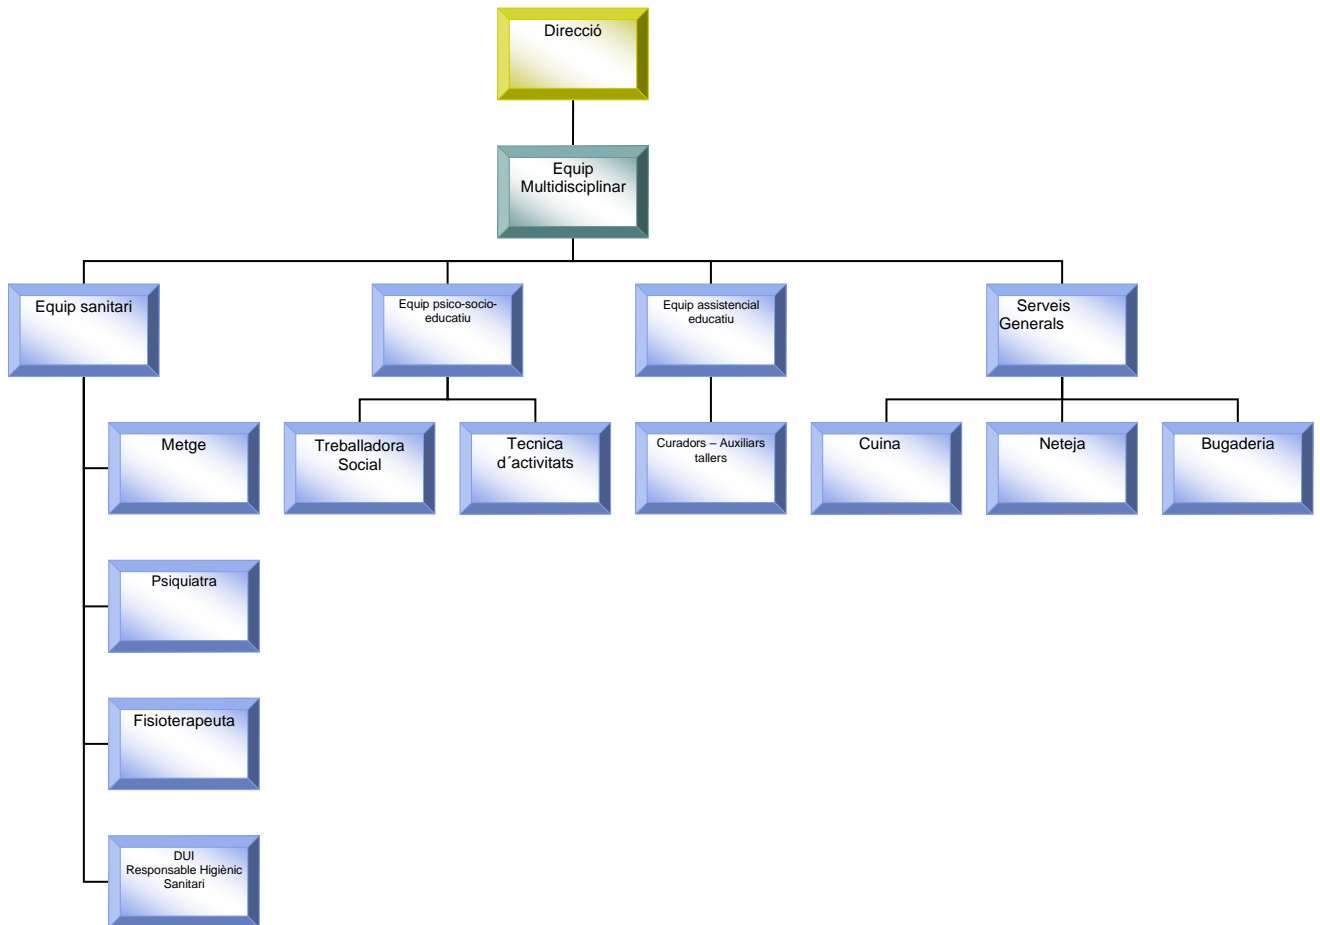 Direcció
Equip
Multidisciplinar
Equip sanitari
Equip psico-socio-
educatiu
Equip assistencial
educatiu
Serveis
Generals
Metge
Treballadora
Social
Tecnica
d´activitats
Curadors – Auxiliars
tallers
Cuina
Neteja
Bugaderia
Psiquiatra
Fisioterapeuta
DUI
Responsable Higiènic
Sanitari